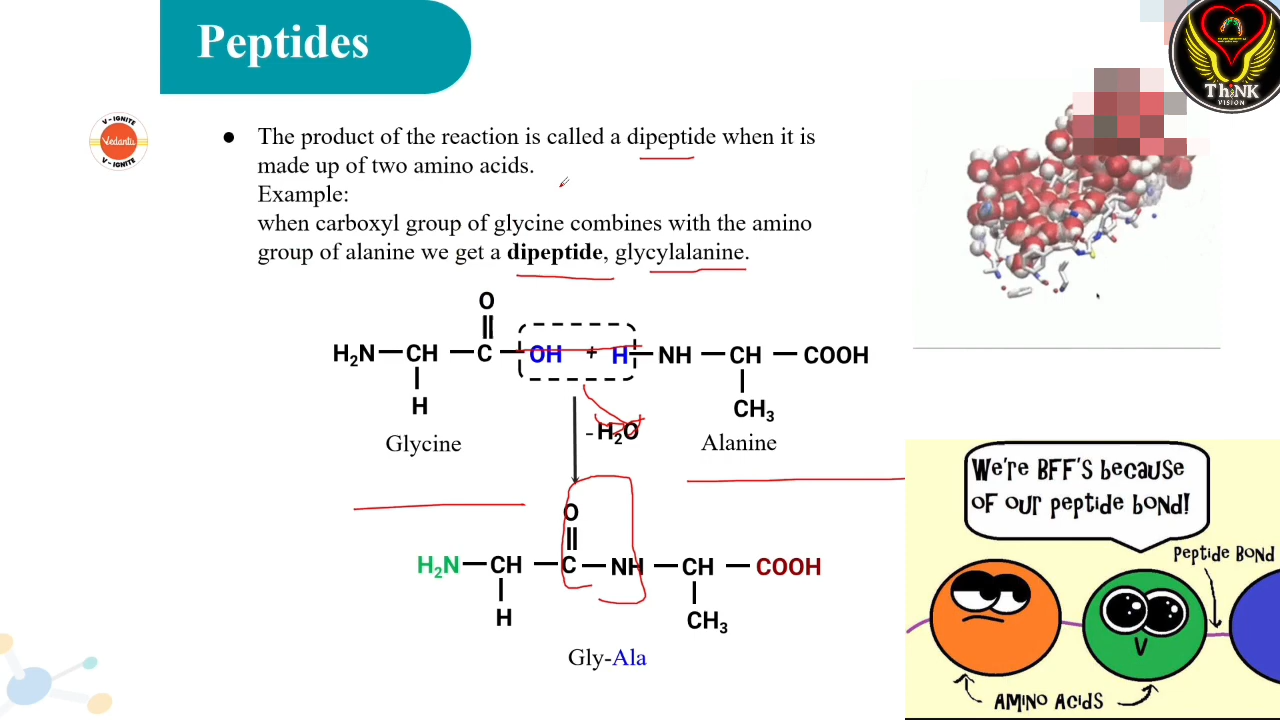 Peptides
ThiNK
VISION
V - IGNITE
Vedantu
V - IGNITE
● The product of the reaction is called a dipeptide when it is
made up of two amino acids.
Example:
when carboxyl group of glycine combines with the amino
group of alanine we get a dipeptide, glycylalanine.
O
H₂N—CH—C—OH + H—NH—CH—COOH
H
CH₃
Glycine
-H₂O
Alanine
O
H₂N—CH—C—NH—CH—COOH
H
CH₃
Gly-Ala
We're BFF's because
of our peptide bond!
Peptide Bond
Amino Acids